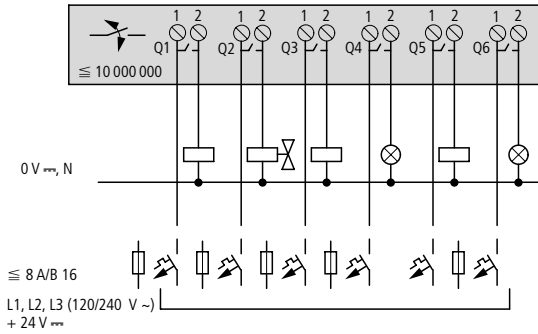 1 2 1 2 1 2 1 2 1 2 1 2
Q1 Q2 Q3 Q4 Q5 Q6
≦ 10 000 000
0 V ⎓, N
≦ 8 A/B 16
L1, L2, L3 (120/240 V ~)
+ 24 V ⎓